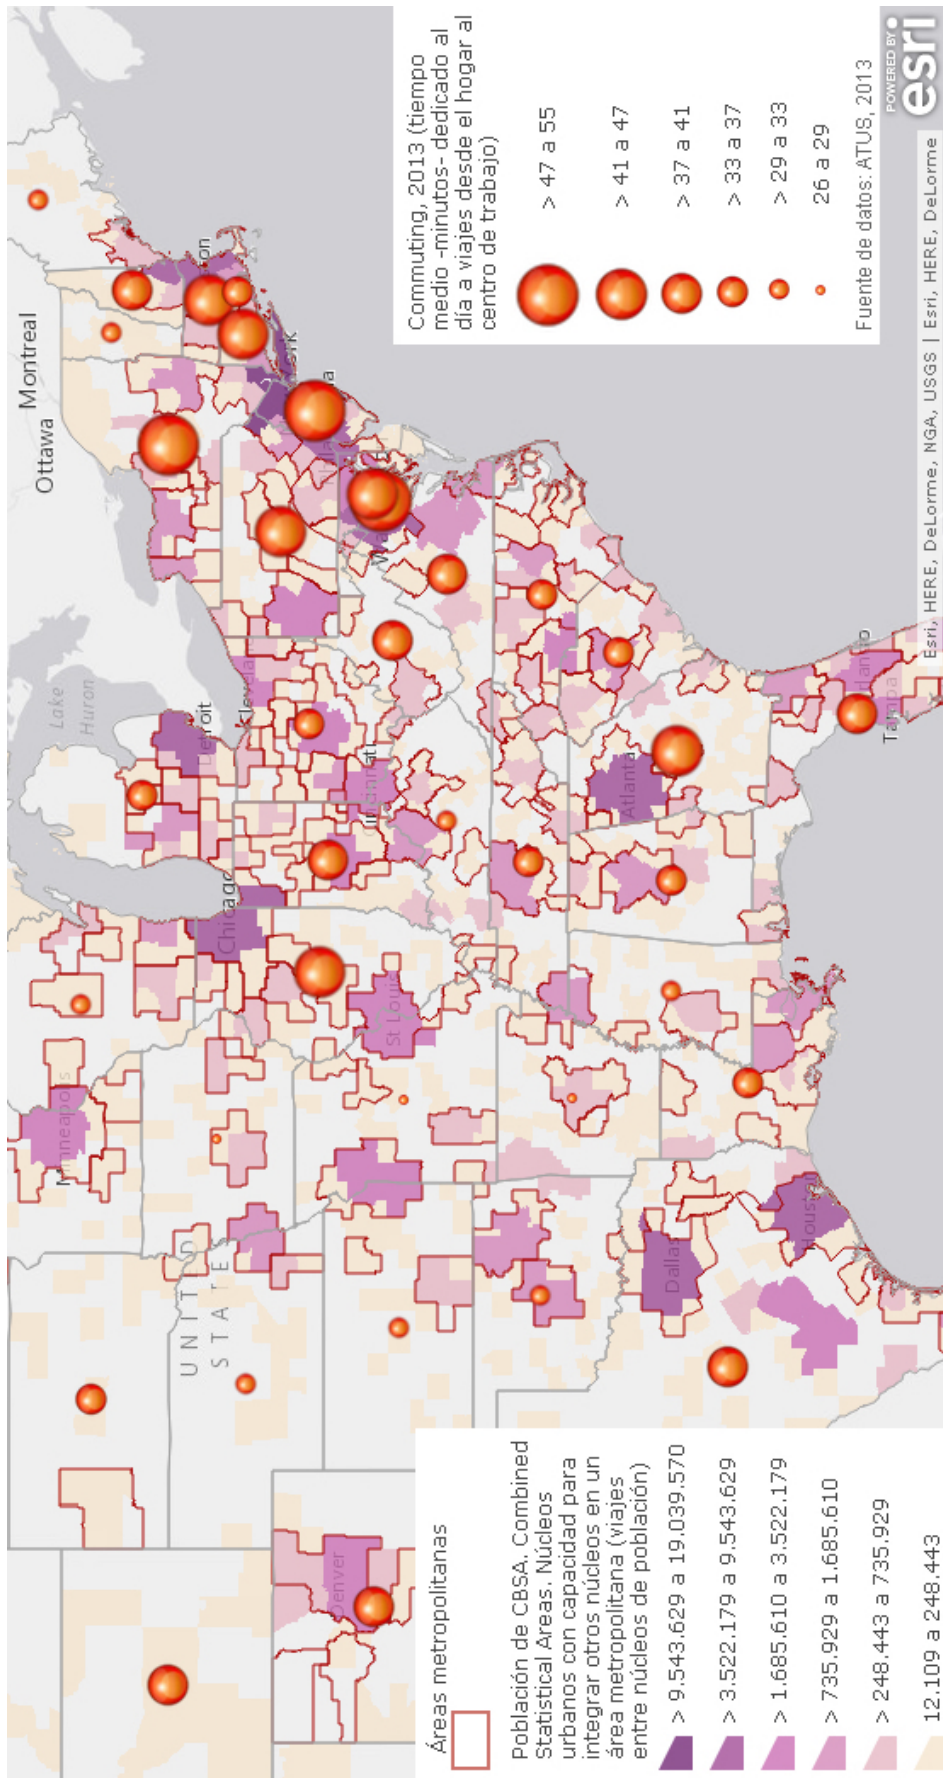 Ottawa
Montreal
Lake
Huron
Minneapolis
Detroit
Chicago
UNITED
STATES
Denver
St Louis
Atlanta
Dallas
Houston
Tampa
Áreas metropolitanas
Población de CBSA. Combined
Statistical Areas. Núcleos
urbanos con capacidad para
integrar otros núcleos en un
área metropolitana (viajes
entre núcleos de población)
> 9.543.629 a 19.039.570
> 3.522.179 a 9.543.629
> 1.685.610 a 3.522.179
> 735.929 a 1.685.610
> 248.443 a 735.929
12.109 a 248.443
Commuting, 2013 (tiempo
medio -minutos- dedicado al
día a viajes desde el hogar al
centro de trabajo)
> 47 a 55
> 41 a 47
> 37 a 41
> 33 a 37
> 29 a 33
26 a 29
Fuente de datos: ATUS, 2013
Esri, HERE, DeLorme, NGA, USGS | Esri, HERE, DeLorme
POWERED BY
esri